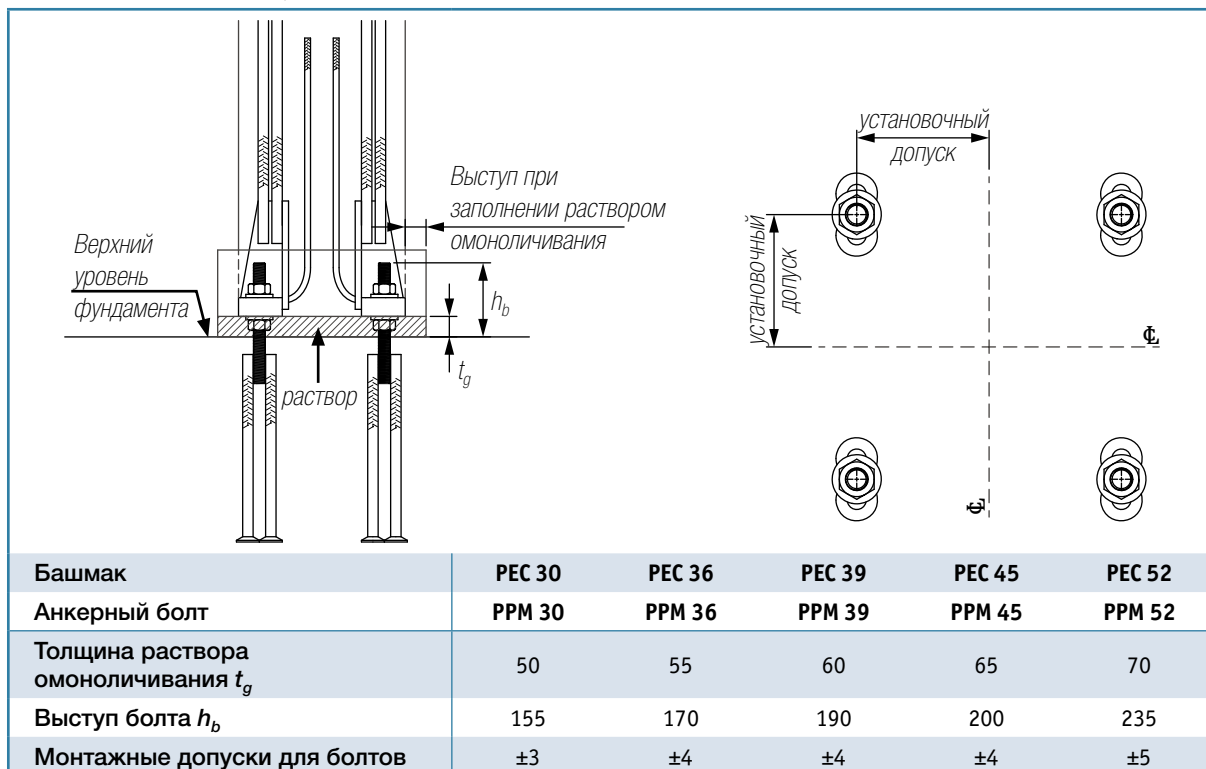 Верхний
уровень
фундамента
Выступ при
заполнении раствором
омоноличивания
h_b
t_g
раствор
установочный
допуск
установочный
допуск
℄
℄
Башмак PEC 30 PEC 36 PEC 39 PEC 45 PEC 52
Анкерный болт PPM 30 PPM 36 PPM 39 PPM 45 PPM 52
Толщина раствора
омоноличивания t_g 50 55 60 65 70
Выступ болта h_b 155 170 190 200 235
Монтажные допуски для болтов ±3 ±4 ±4 ±4 ±5